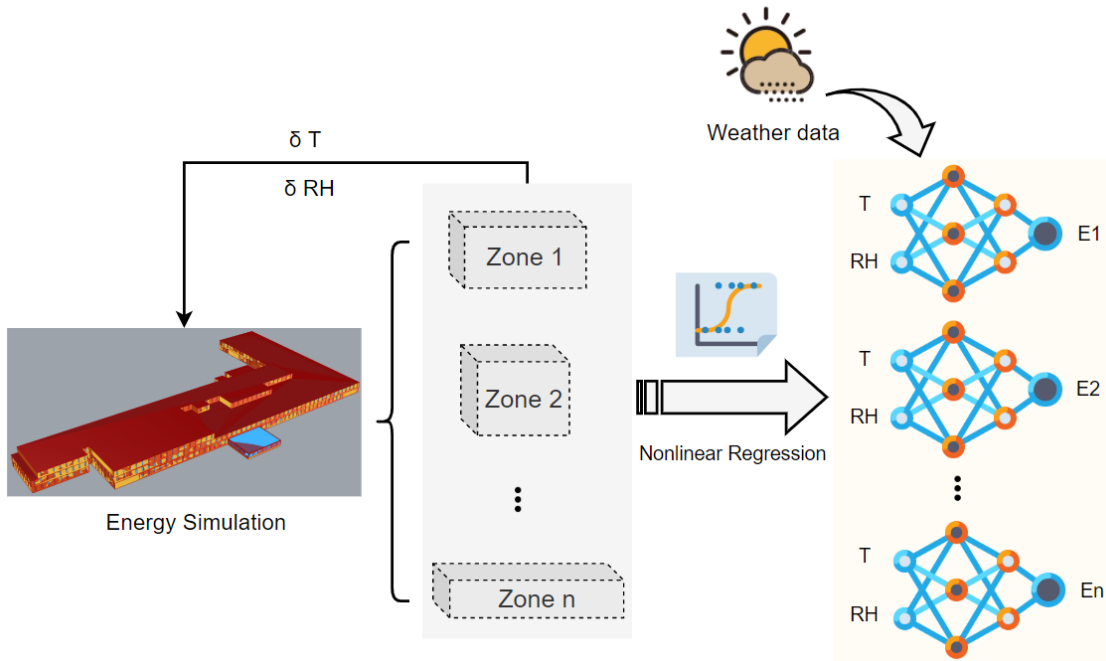 Weather data
δ T
δ RH
Zone 1
Zone 2
Zone n
Energy Simulation
Nonlinear Regression
T
RH
E1
T
RH
E2
T
RH
En